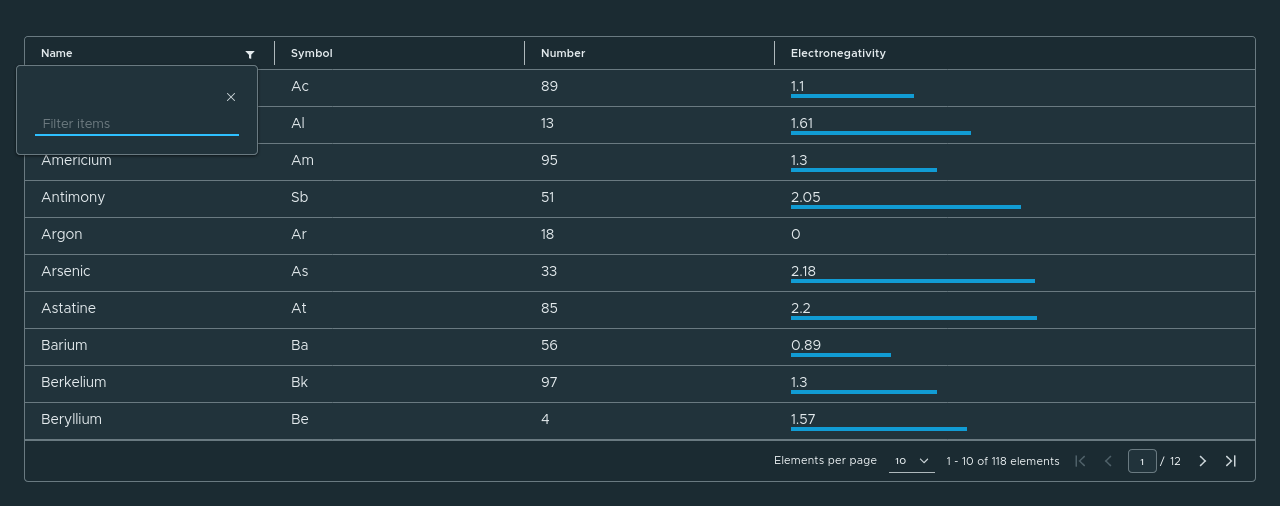 Name Symbol Number Electronegativity
Ac 89 1.1
Filter items
Al 13 1.61
Americium Am 95 1.3
Antimony Sb 51 2.05
Argon Ar 18 0
Arsenic As 33 2.18
Astatine At 85 2.2
Barium Ba 56 0.89
Berkelium Bk 97 1.3
Beryllium Be 4 1.57
Elements per page 10 1 - 10 of 118 elements 1 / 12